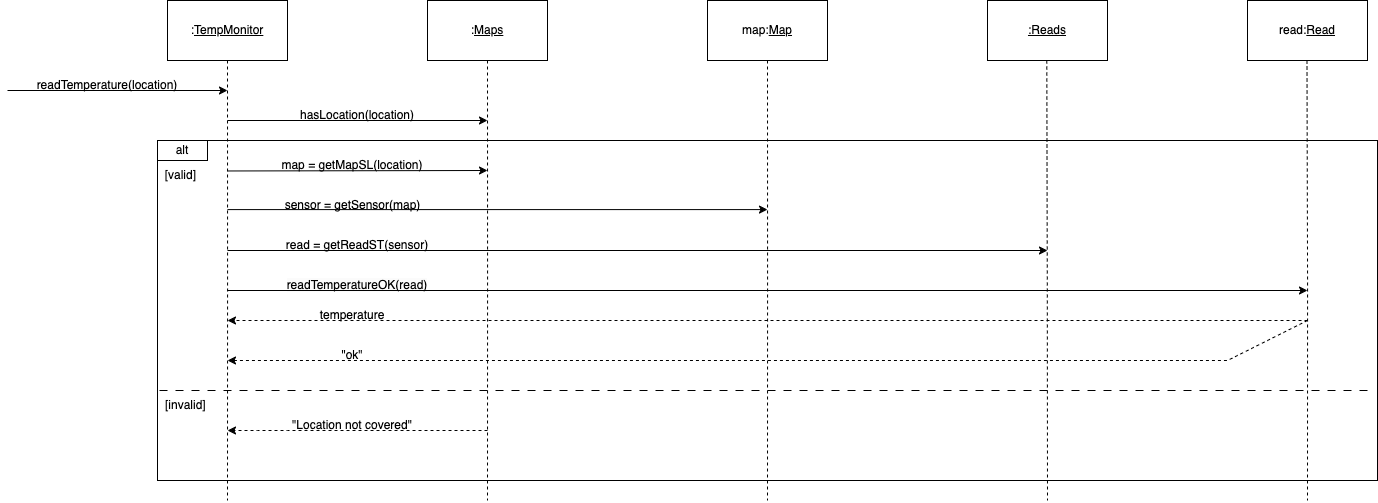 :TempMonitor
:Maps
map:Map
:Reads
read:Read
readTemperature(location)
hasLocation(location)
alt
map = getMapSL(location)
[valid]
sensor = getSensor(map)
read = getReadST(sensor)
readTemperatureOK(read)
temperature
"ok"
[invalid]
"Location not covered"